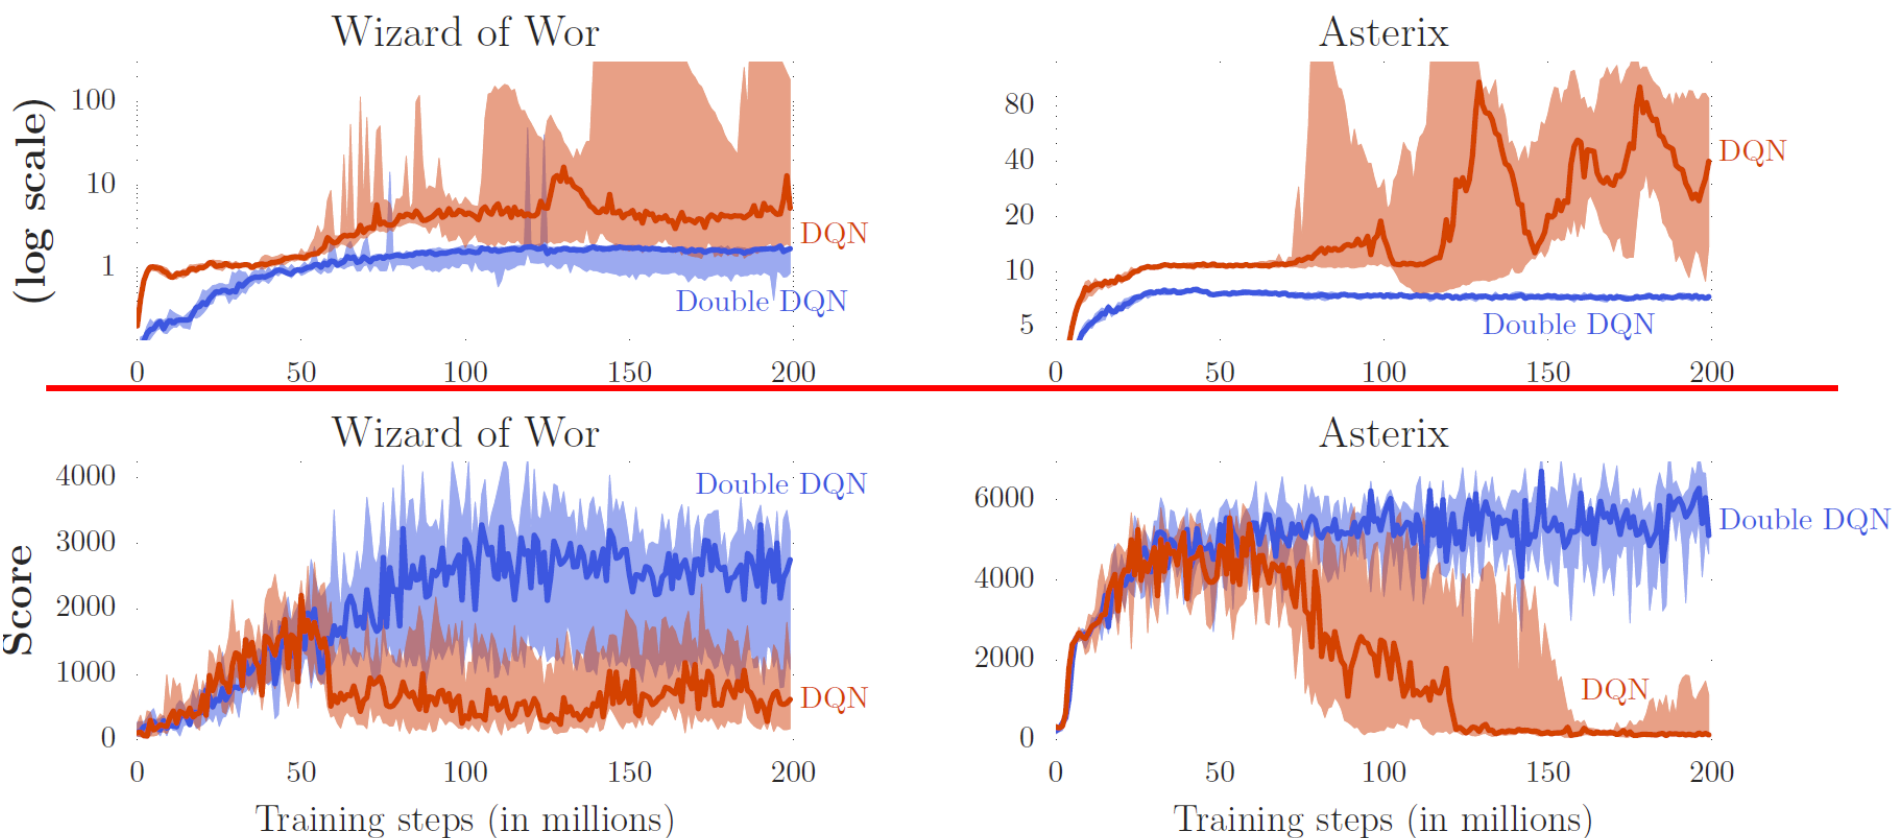 Wizard of Wor
Asterix
(log scale)
100
10
1
DQN
Double DQN
0 50 100 150 200
80
40
20
10
5
DQN
Double DQN
0 50 100 150 200
Wizard of Wor
Asterix
Score
4000
3000
2000
1000
0
Double DQN
DQN
0 50 100 150 200
Training steps (in millions)
6000
4000
2000
0
Double DQN
DQN
0 50 100 150 200
Training steps (in millions)